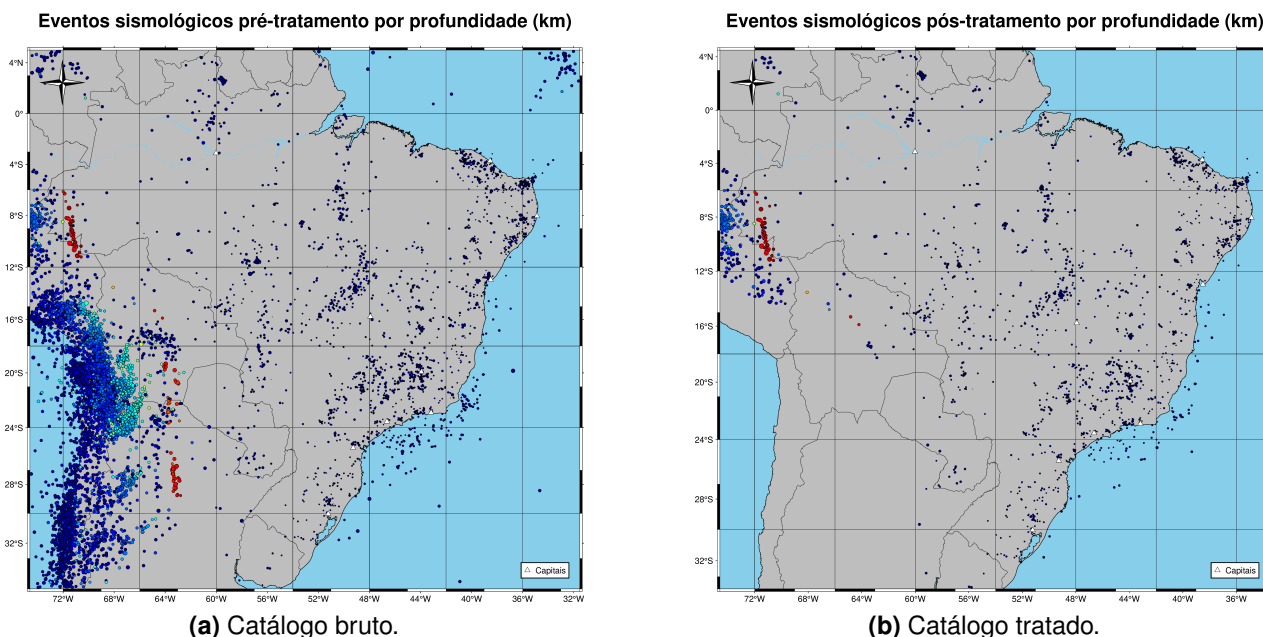 Eventos sismológicos pré-tratamento por profundidade (km)
4°N
0°
4°S
8°S
12°S
16°S
20°S
24°S
28°S
32°S
72°W 68°W 64°W 60°W 56°W 52°W 48°W 44°W 40°W 36°W 32°W
Capitais
(a) Catálogo bruto.
Eventos sismológicos pós-tratamento por profundidade (km)
4°N
0°
4°S
8°S
12°S
16°S
20°S
24°S
28°S
32°S
72°W 68°W 64°W 60°W 56°W 52°W 48°W 44°W 40°W 36°W
Capitais
(b) Catálogo tratado.